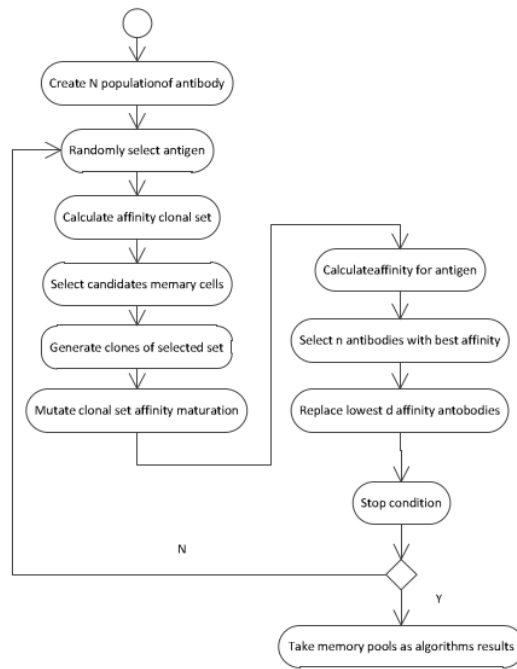 Create N populationof antibody
Randomly select antigen
Calculate affinity clonal set
Select candidates memary cells
Generate clones of selected set
Mutate clonal set affinity maturation
Calculateaffinity for antigen
Select n antibodies with best affinity
Replace lowest d affinity antobodies
Stop condition
N
Y
Take memory pools as algorithms results